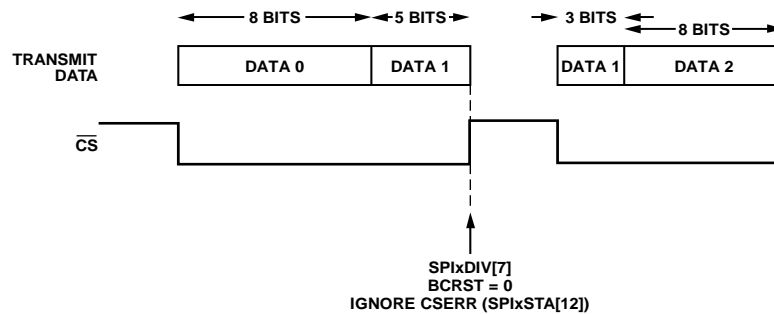 8 BITS 5 BITS 3 BITS
8 BITS
TRANSMIT
DATA
DATA 0 DATA 1 DATA 1 DATA 2
CS
SPIxDIV[7]
BCRST = 0
IGNORE CSERR (SPIxSTA[12])